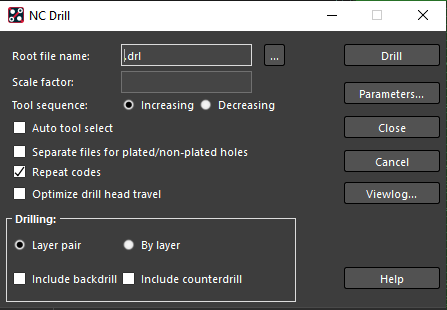 NC Drill
Root file name: .drl ... Drill
Scale factor: Parameters...
Tool sequence: Increasing Decreasing
Auto tool select Close
Separate files for plated/non-plated holes
Repeat codes Cancel
Optimize drill head travel Viewlog...
Drilling:
Layer pair By layer
Include backdrill Include counterdrill Help